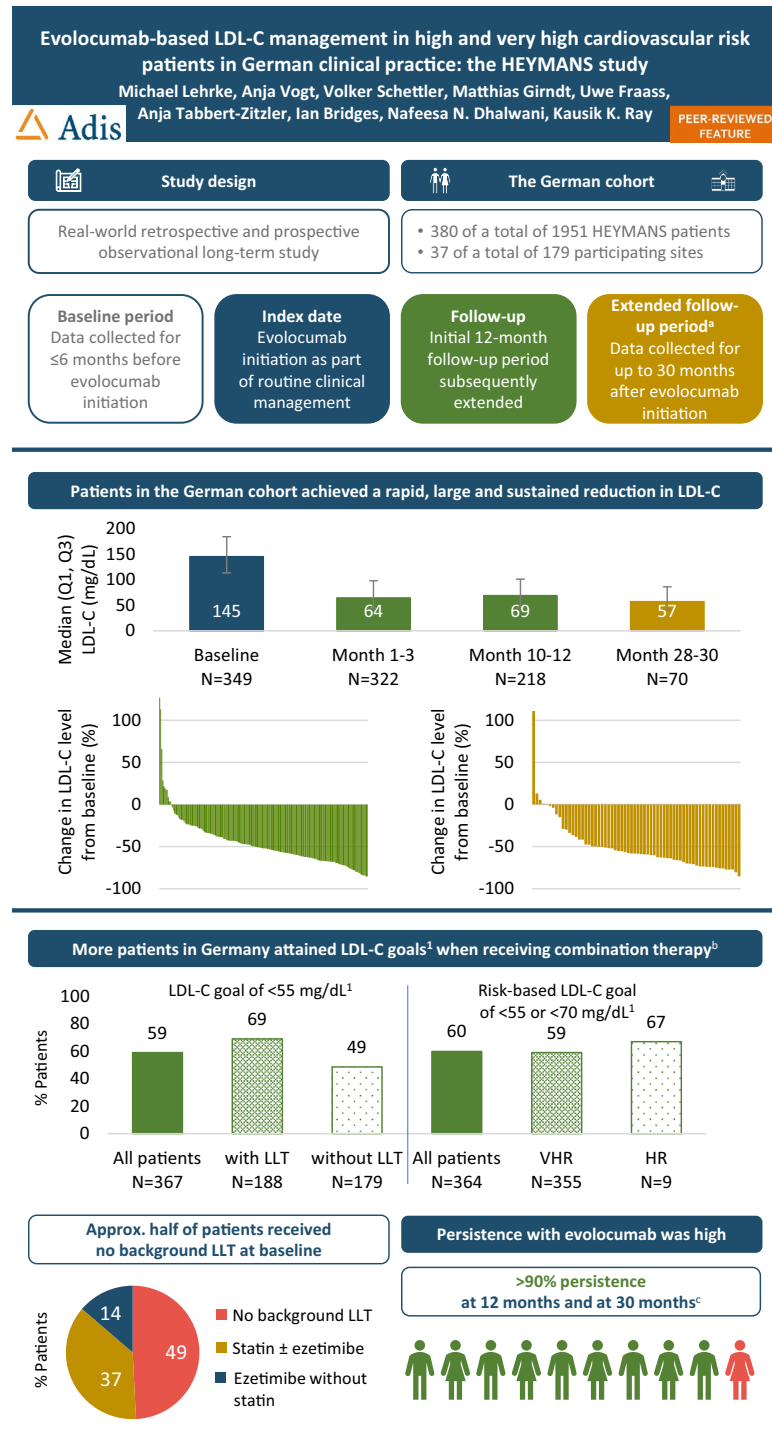 Evolocumab-based LDL-C management in high and very high cardiovascular risk
patients in German clinical practice: the HEYMANS study
Michael Lehrke, Anja Vogt, Volker Schettler, Matthias Girndt, Uwe Fraass,
Anja Tabbert-Zitzler, Ian Bridges, Nafeesa N. Dhalwani, Kausik K. Ray
Adis
PEER-REVIEWED
FEATURE
Study design
Real-world retrospective and prospective
observational long-term study
The German cohort
• 380 of a total of 1951 HEYMANS patients
• 37 of a total of 179 participating sites
Baseline period
Data collected for
≤6 months before
evolocumab
initiation
Index date
Evolocumab
initiation as part
of routine clinical
management
Follow-up
Initial 12-month
follow-up period
subsequently
extended
Extended follow-
up periodᵃ
Data collected for
up to 30 months
after evolocumab
initiation
Patients in the German cohort achieved a rapid, large and sustained reduction in LDL-C
Median (Q1, Q3)
LDL-C (mg/dL)
200
150
100
50
0
145
64
69
57
Baseline
N=349
Month 1-3
N=322
Month 10-12
N=218
Month 28-30
N=70
Change in LDL-C level
from baseline (%)
100
50
0
-50
-100
Change in LDL-C level
from baseline (%)
100
50
0
-50
-100
More patients in Germany attained LDL-C goals¹ when receiving combination therapyᵇ
% Patients
100
80
60
40
20
0
LDL-C goal of <55 mg/dL¹
59
69
49
All patients
N=367
with LLT
N=188
without LLT
N=179
Risk-based LDL-C goal
of <55 or <70 mg/dL¹
60
59
67
All patients
N=364
VHR
N=355
HR
N=9
Approx. half of patients received
no background LLT at baseline
% Patients
14
49
37
No background LLT
Statin ± ezetimibe
Ezetimibe without
statin
Persistence with evolocumab was high
>90% persistence
at 12 months and at 30 monthsᶜ